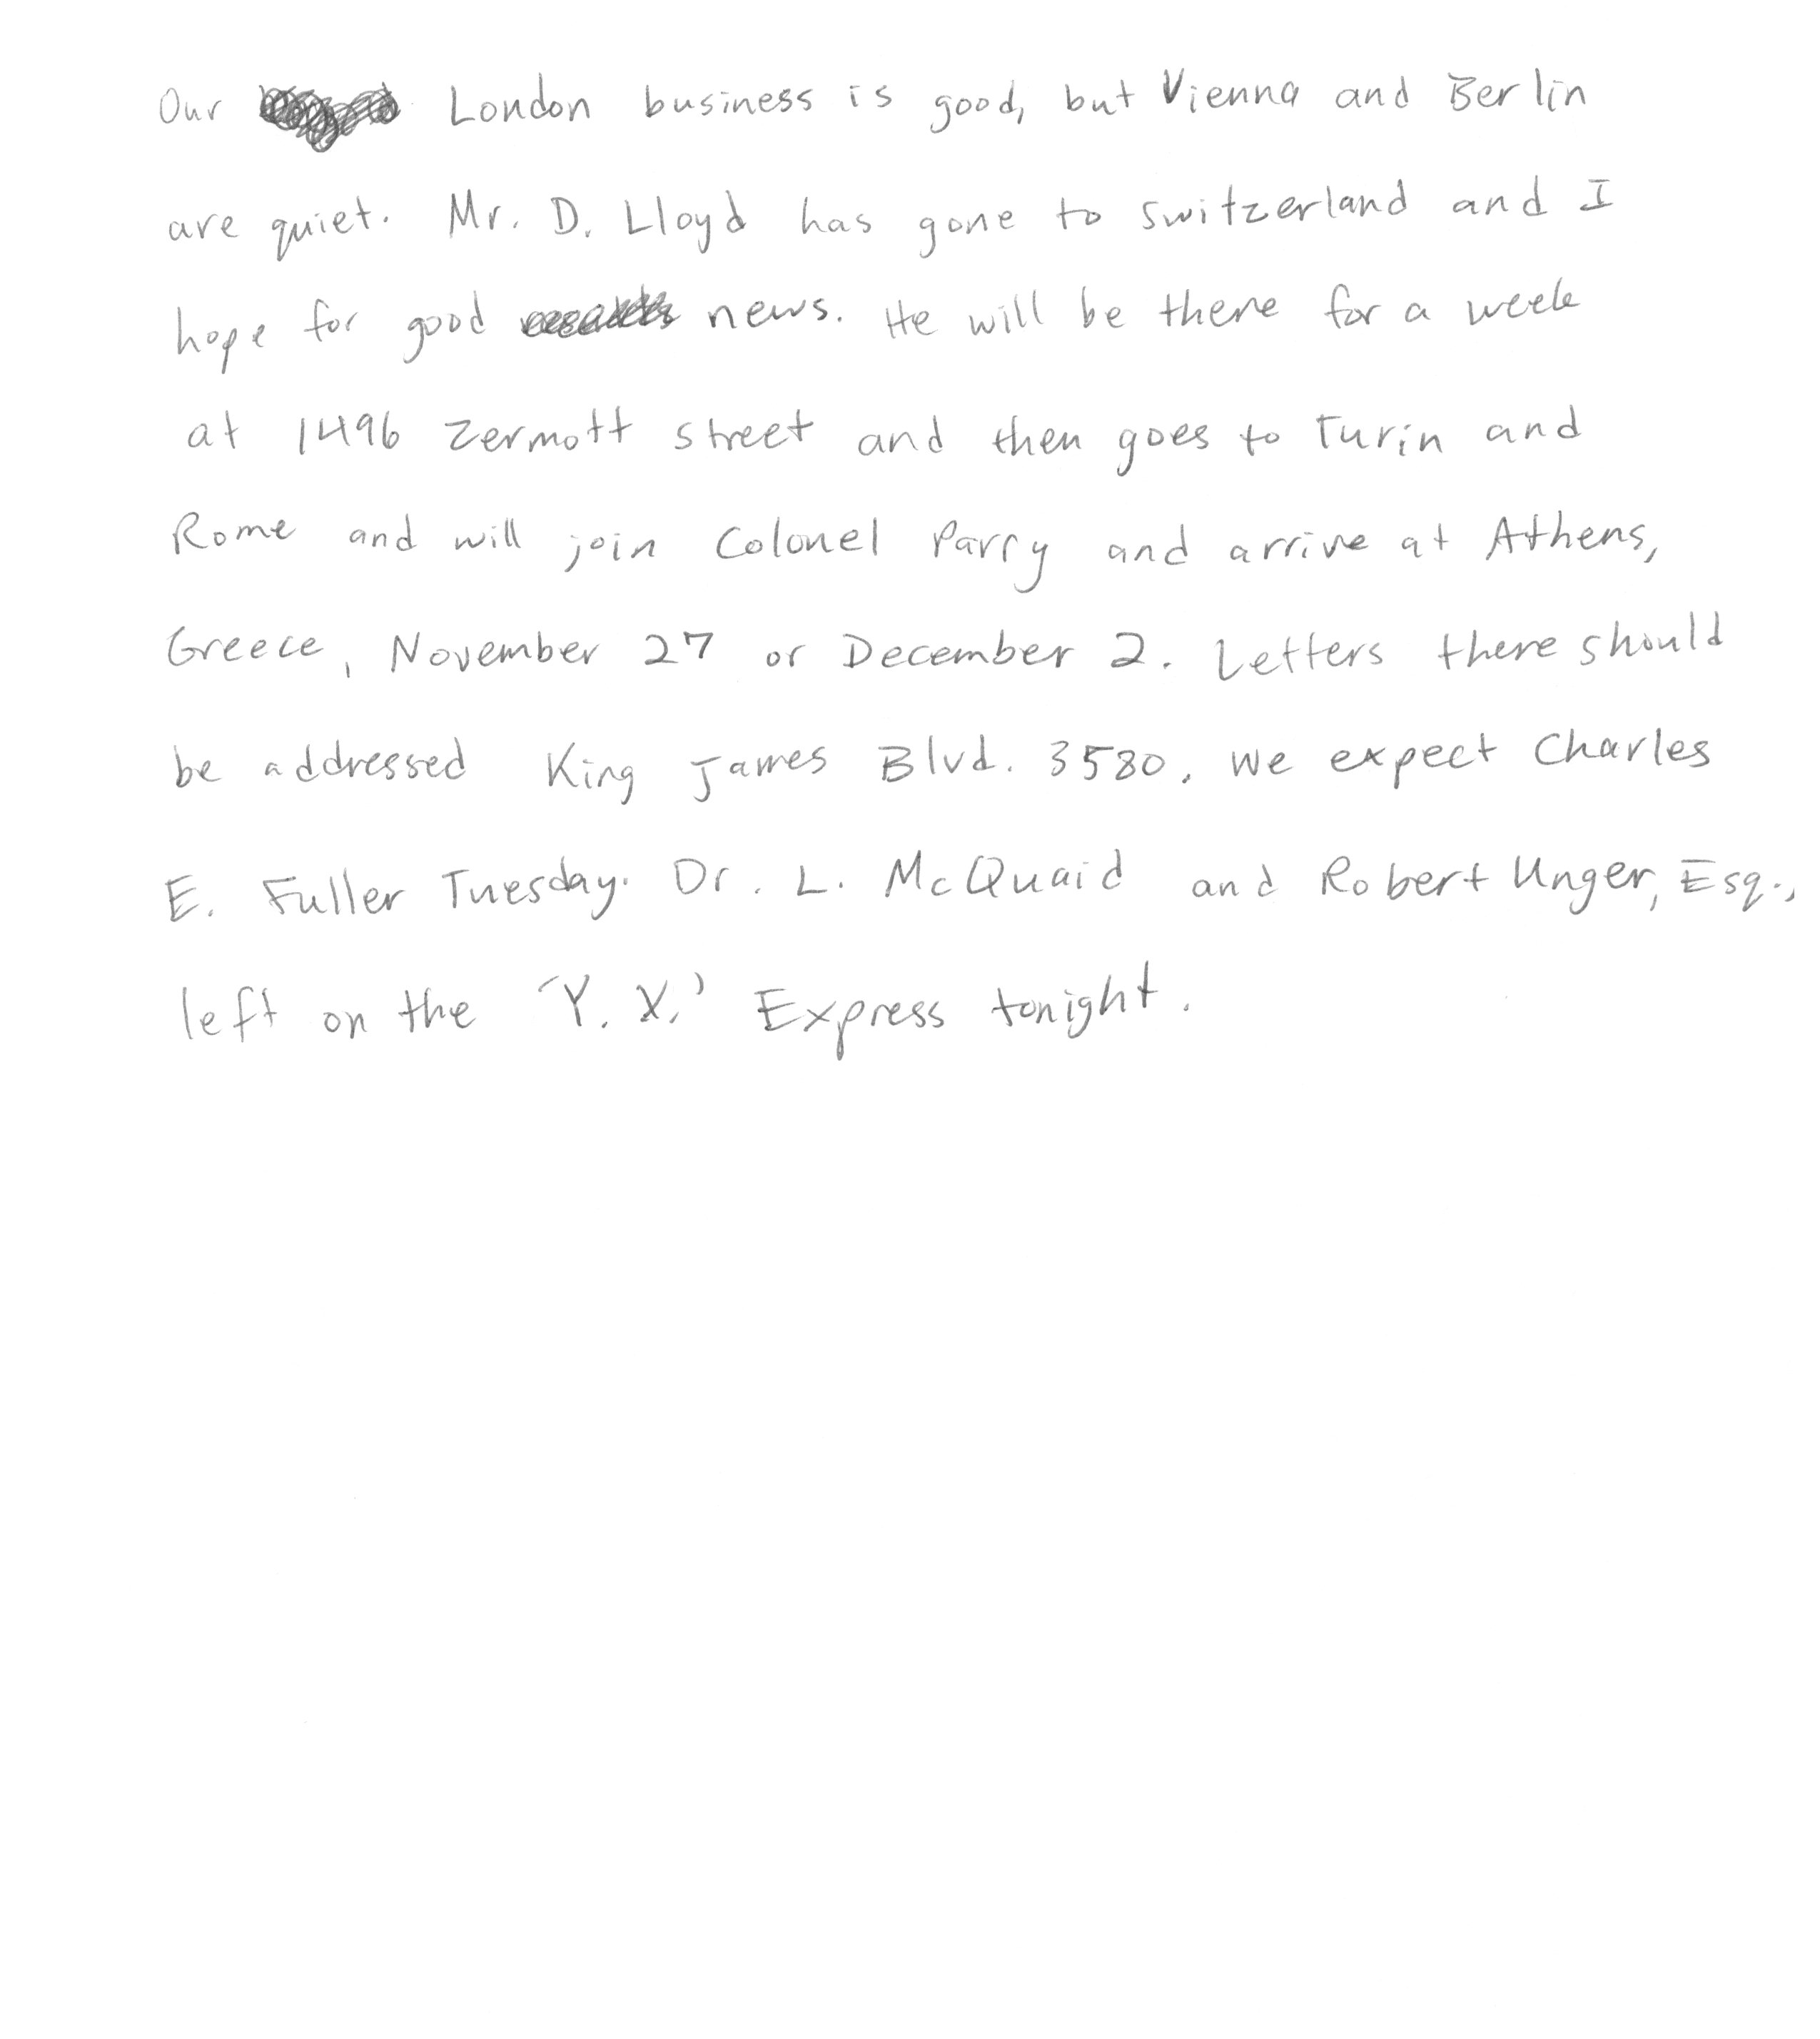 Our London business is good, but Vienna and Berlin
are quiet. Mr. D. Lloyd has gone to Switzerland and I
hope for good news. He will be there for a week
at 1496 Zermott street and then goes to Turin and
Rome and will join Colonel Parry and arrive at Athens,
Greece, November 27 or December 2. Letters there should
be addressed King James Blvd. 3580. We expect Charles
E. Fuller Tuesday. Dr. L. McQuaid and Robert Unger, Esq.,
left on the 'Y. X.' Express tonight.